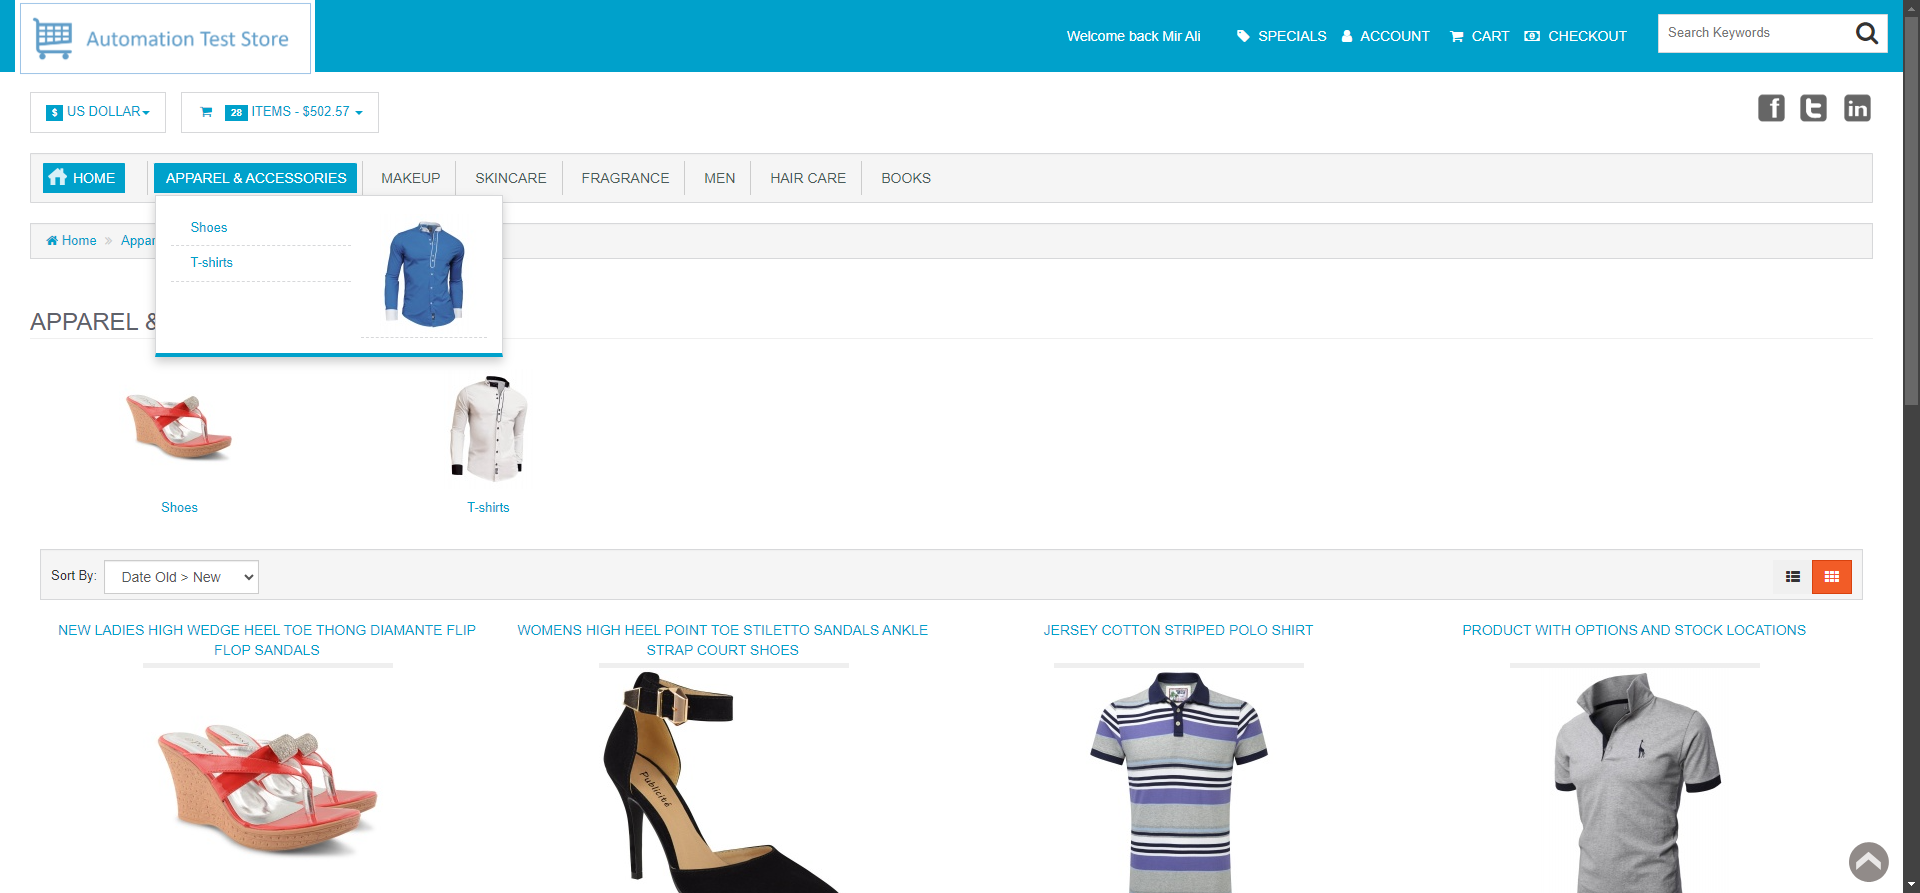 Automation Test Store
Welcome back Mir Ali
SPECIALS
ACCOUNT
CART
CHECKOUT
Search Keywords
$ US DOLLAR
28 ITEMS - $502.57
HOME
APPAREL & ACCESSORIES
MAKEUP
SKINCARE
FRAGRANCE
MEN
HAIR CARE
BOOKS
Shoes
T-shirts
Home » Appar
APPAREL &
Shoes
T-shirts
Sort By:
Date Old > New
NEW LADIES HIGH WEDGE HEEL TOE THONG DIAMANTE FLIP
FLOP SANDALS
WOMENS HIGH HEEL POINT TOE STILETTO SANDALS ANKLE
STRAP COURT SHOES
JERSEY COTTON STRIPED POLO SHIRT
PRODUCT WITH OPTIONS AND STOCK LOCATIONS
Publicité